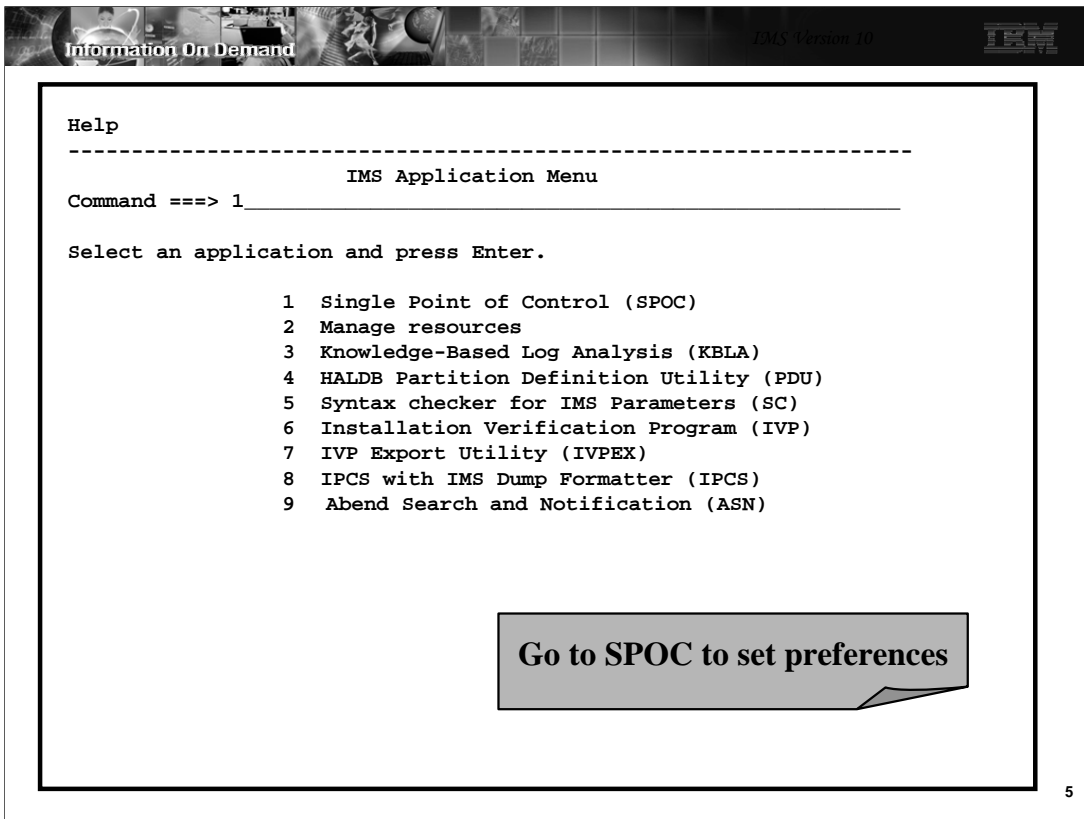 Information On Demand
IMS Version 10
IBM
Help
-------------------------------------------------------------------
IMS Application Menu
Command ===> 1____________________________________________________
Select an application and press Enter.
1 Single Point of Control (SPOC)
2 Manage resources
3 Knowledge-Based Log Analysis (KBLA)
4 HALDB Partition Definition Utility (PDU)
5 Syntax checker for IMS Parameters (SC)
6 Installation Verification Program (IVP)
7 IVP Export Utility (IVPEX)
8 IPCS with IMS Dump Formatter (IPCS)
9 Abend Search and Notification (ASN)
Go to SPOC to set preferences
5